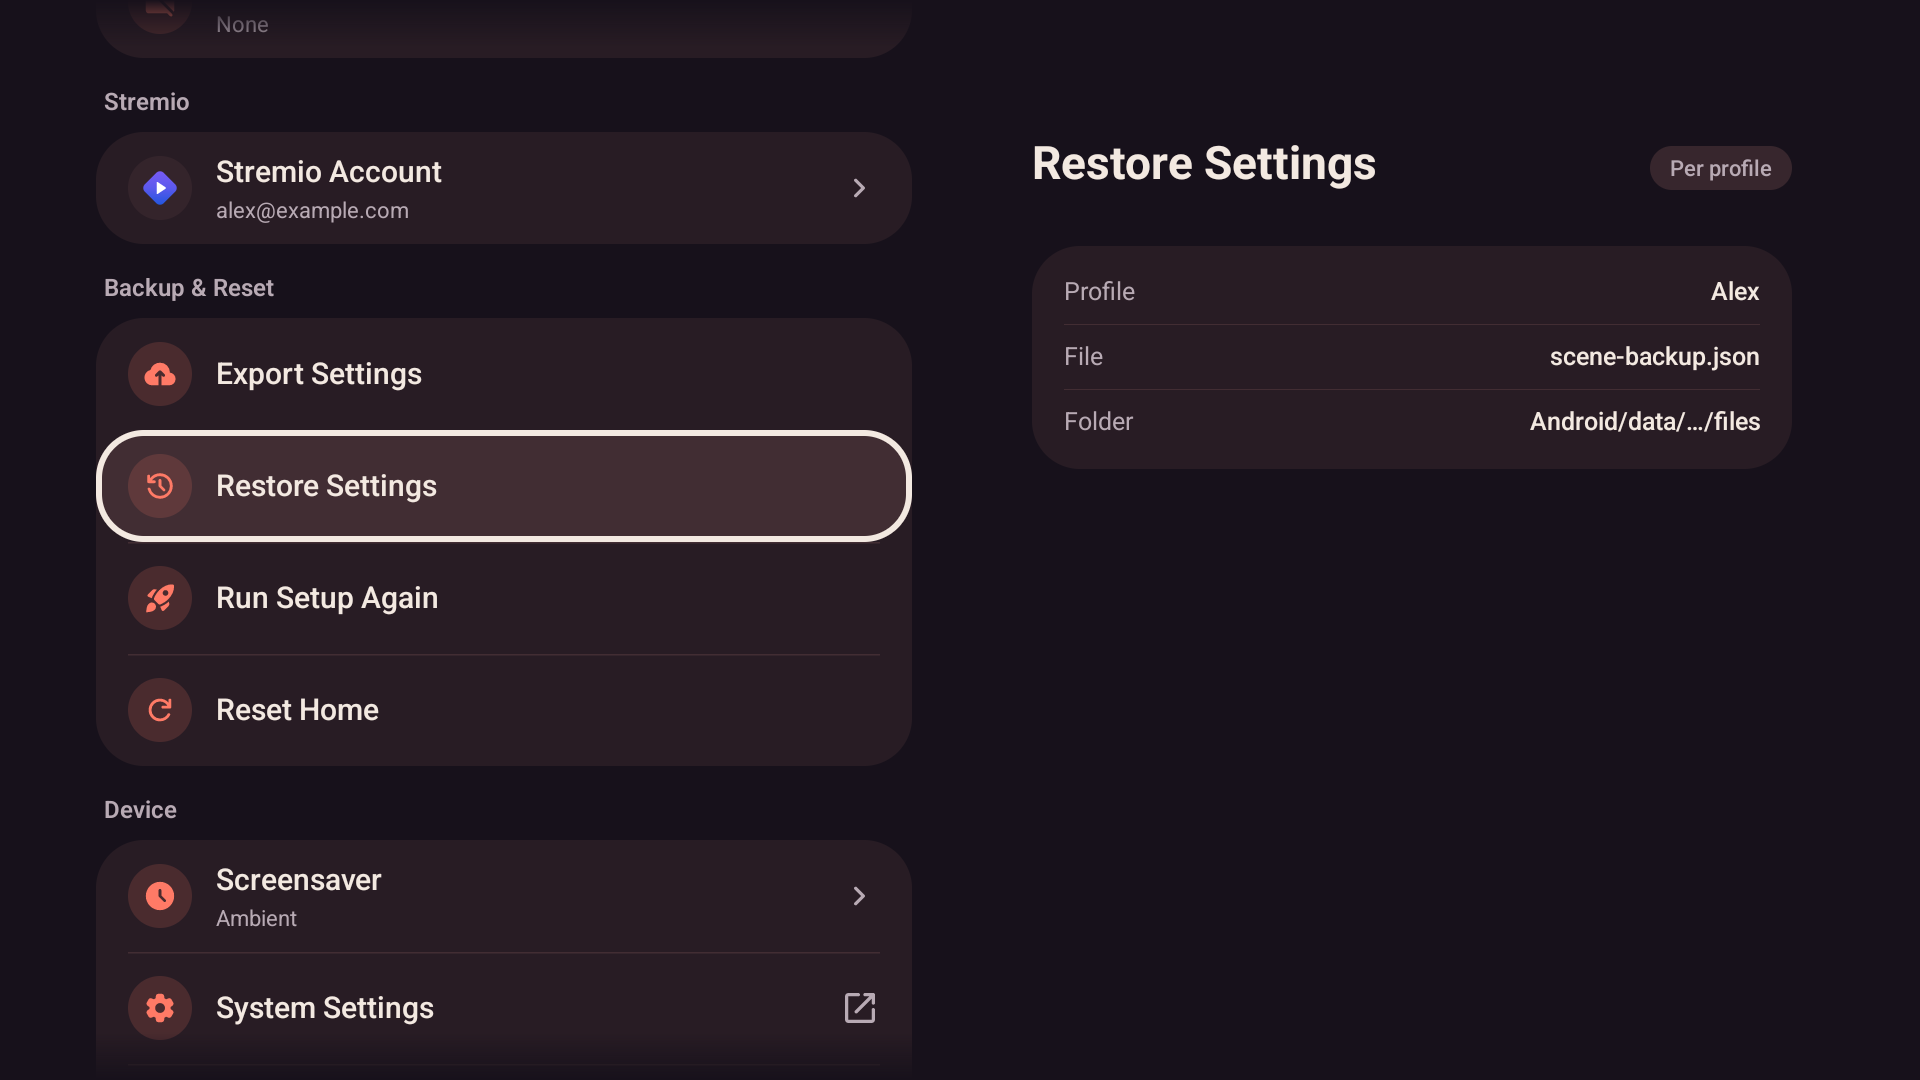 None
Stremio
Stremio Account
alex@example.com
Backup & Reset
Export Settings
Restore Settings
Run Setup Again
Reset Home
Device
Screensaver
Ambient
System Settings
Restore Settings
Per profile
Profile
Alex
File
scene-backup.json
Folder
Android/data/…/files